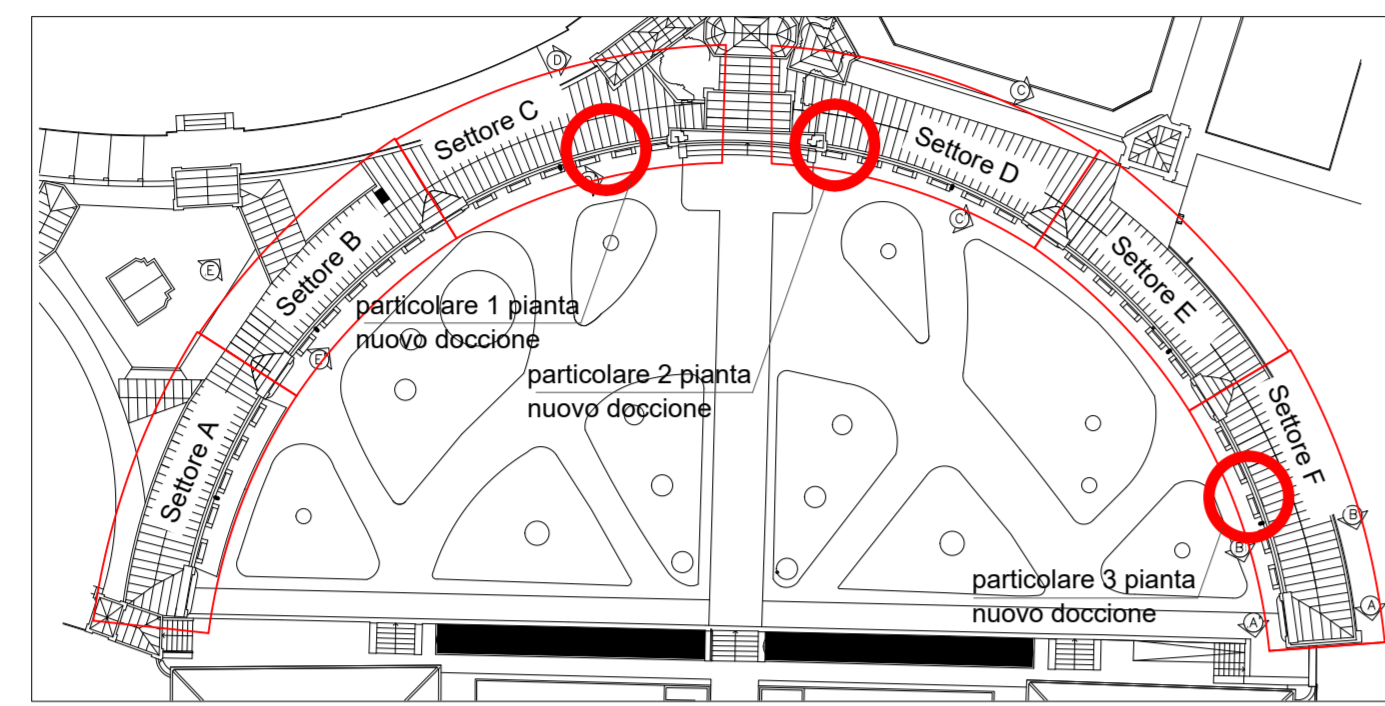 D
C
Settore C
Settore D
C
Settore B
E
Settore E
particolare 1 pianta
nuovo doccione
E'
particolare 2 pianta
nuovo doccione
Settore A
Settore F
B
B'
particolare 3 pianta
nuovo doccione
A
A'